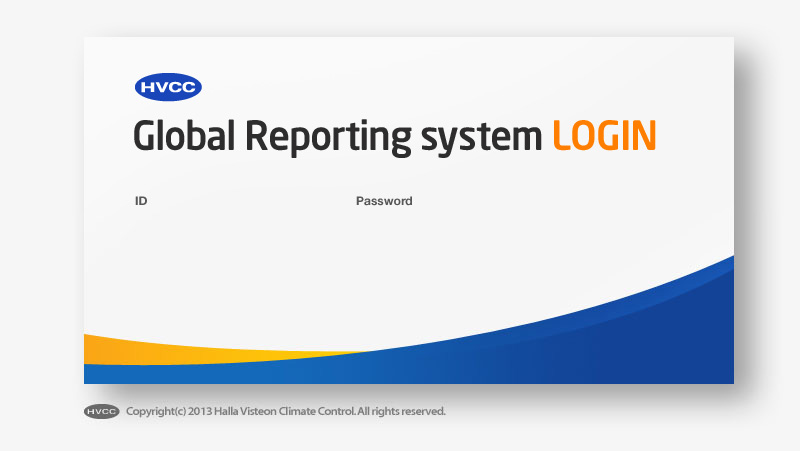 HVCC
Global Reporting system LOGIN
ID Password
HVCC Copyright(c) 2013 Halla Visteon Climate Control. All rights reserved.